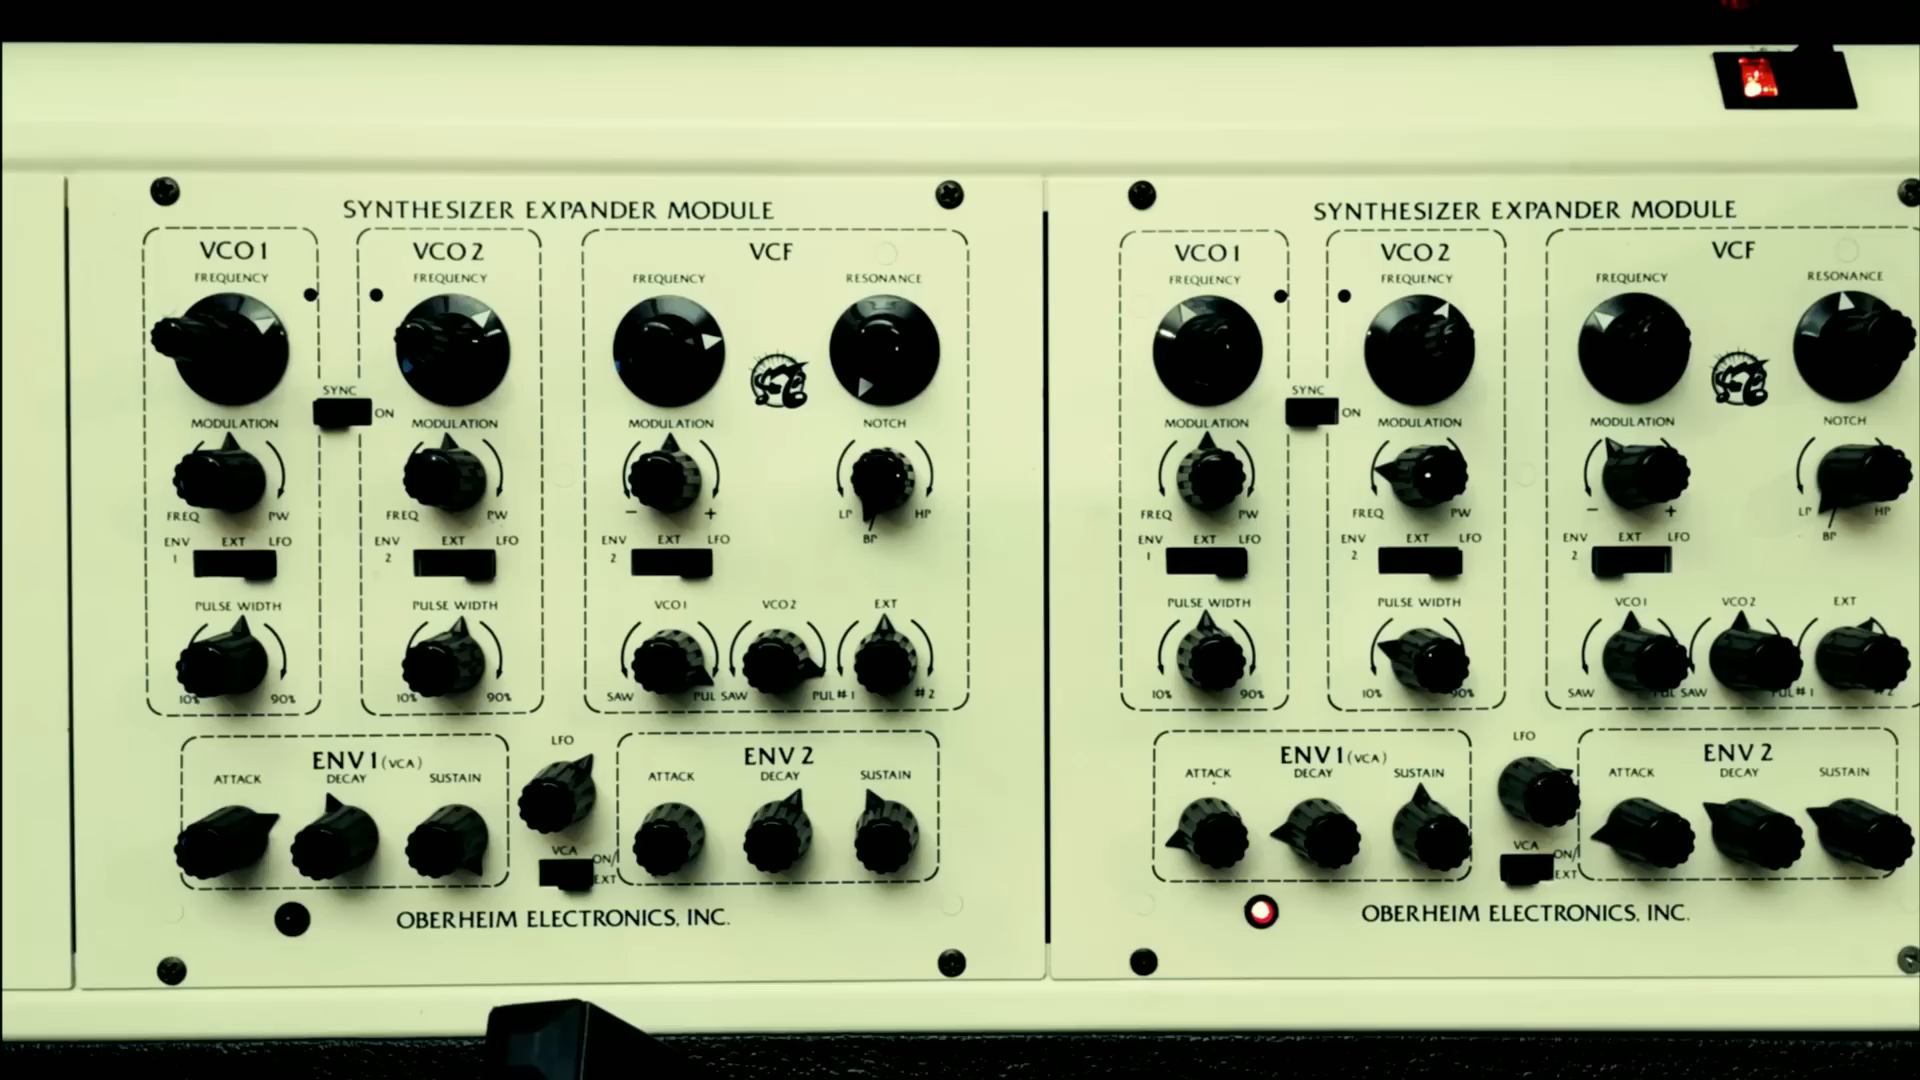 SYNTHESIZER EXPANDER MODULE
VCO 1 VCO 2 VCF
FREQUENCY FREQUENCY FREQUENCY RESONANCE
SYNC
ON
MODULATION MODULATION MODULATION NOTCH
FREQ PW FREQ PW − + LP HP
BP
ENV 1 EXT LFO ENV 2 EXT LFO ENV 2 EXT LFO
PULSE WIDTH PULSE WIDTH VCO 1 VCO 2 EXT
10% 90% 10% 90% SAW PUL SAW PUL #1 #2
ENV 1 (VCA) LFO ENV 2
ATTACK DECAY SUSTAIN ATTACK DECAY SUSTAIN
VCA ON/EXT
OBERHEIM ELECTRONICS, INC.
SYNTHESIZER EXPANDER MODULE
VCO 1 VCO 2 VCF
FREQUENCY FREQUENCY FREQUENCY RESONANCE
SYNC
ON
MODULATION MODULATION MODULATION NOTCH
FREQ PW FREQ PW − + LP HP
BP
ENV 1 EXT LFO ENV 2 EXT LFO ENV 2 EXT LFO
PULSE WIDTH PULSE WIDTH VCO 1 VCO 2 EXT
10% 90% 10% 90% SAW PUL SAW PUL #1 2
ENV 1 (VCA) LFO ENV 2
ATTACK DECAY SUSTAIN ATTACK DECAY SUSTAIN
VCA ON/EXT
OBERHEIM ELECTRONICS, INC.